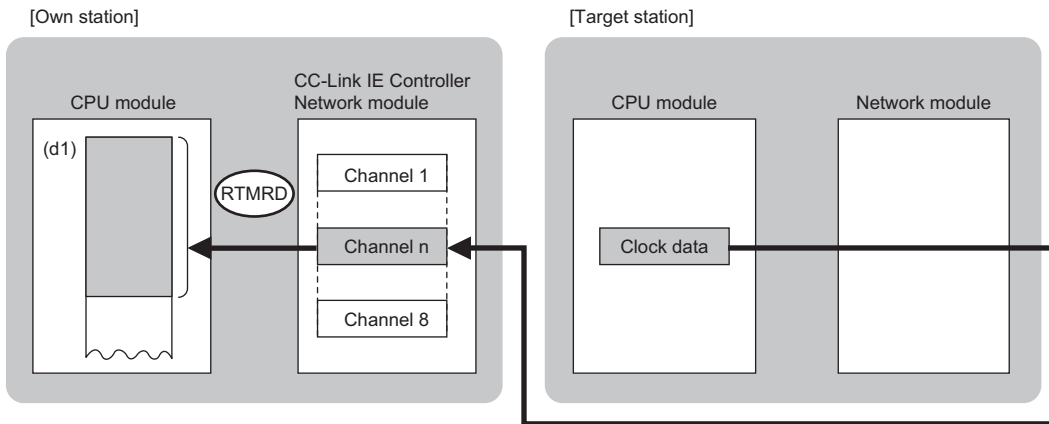 [Own station]
[Target station]
CPU module
CC-Link IE Controller
Network module
CPU module
Network module
(d1)
RTMRD
Channel 1
Channel n
Channel 8
Clock data